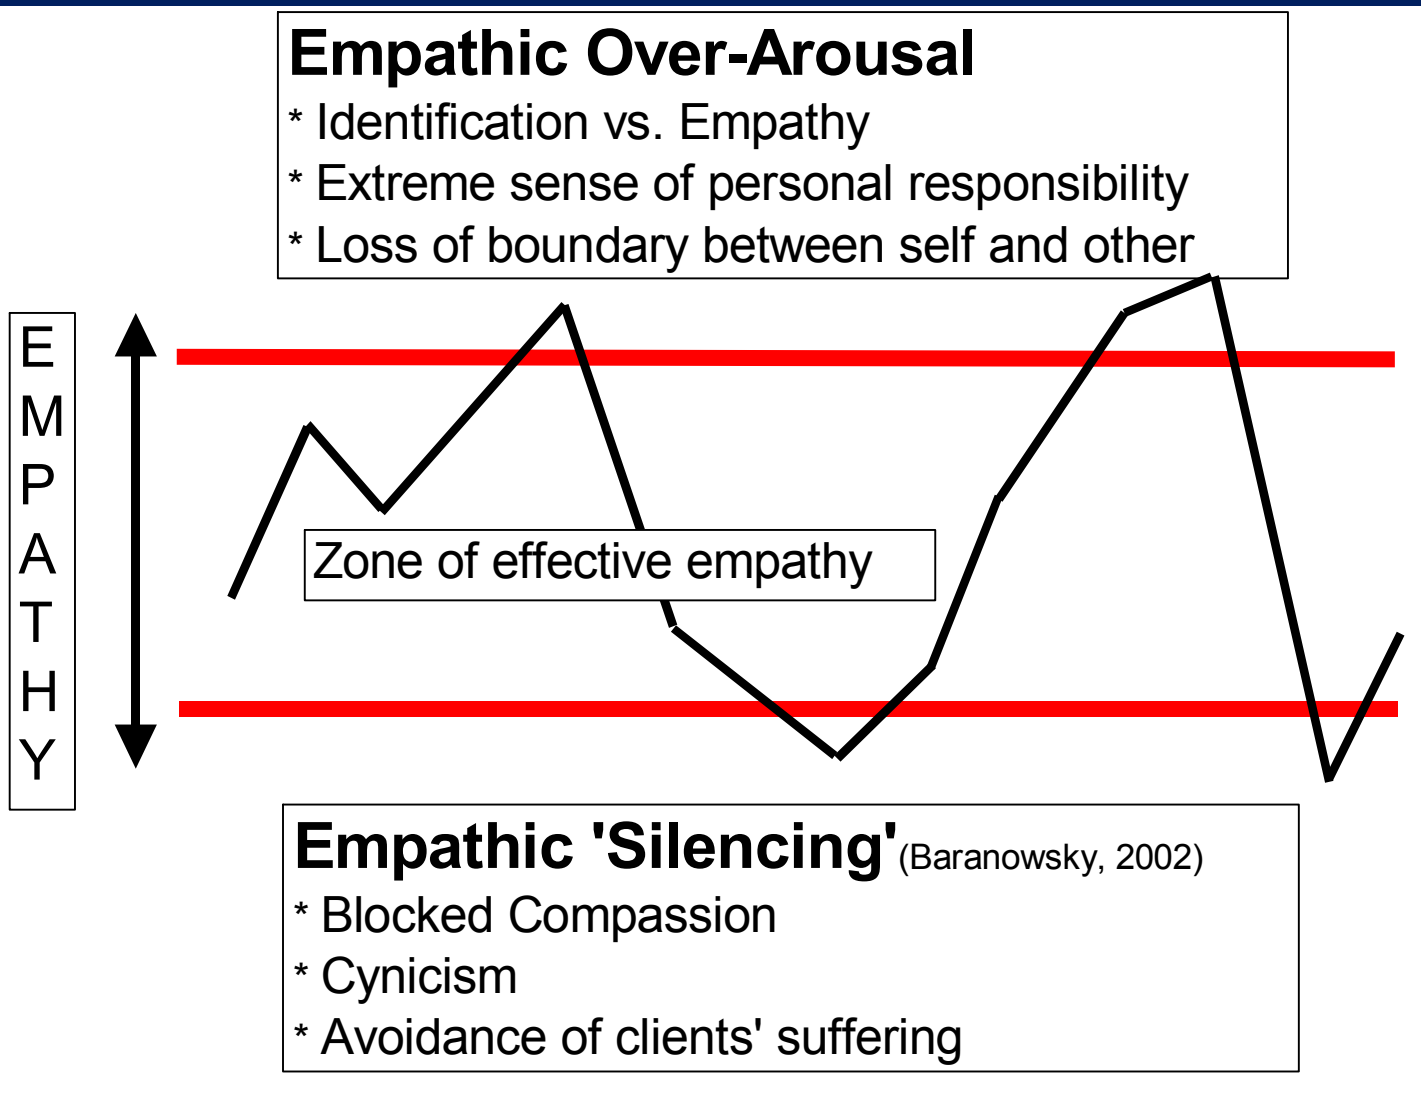 Empathic Over-Arousal
* Identification vs. Empathy
* Extreme sense of personal responsibility
* Loss of boundary between self and other
E
M
P
A
T
H
Y
Zone of effective empathy
Empathic 'Silencing'(Baranowsky, 2002)
* Blocked Compassion
* Cynicism
* Avoidance of clients' suffering